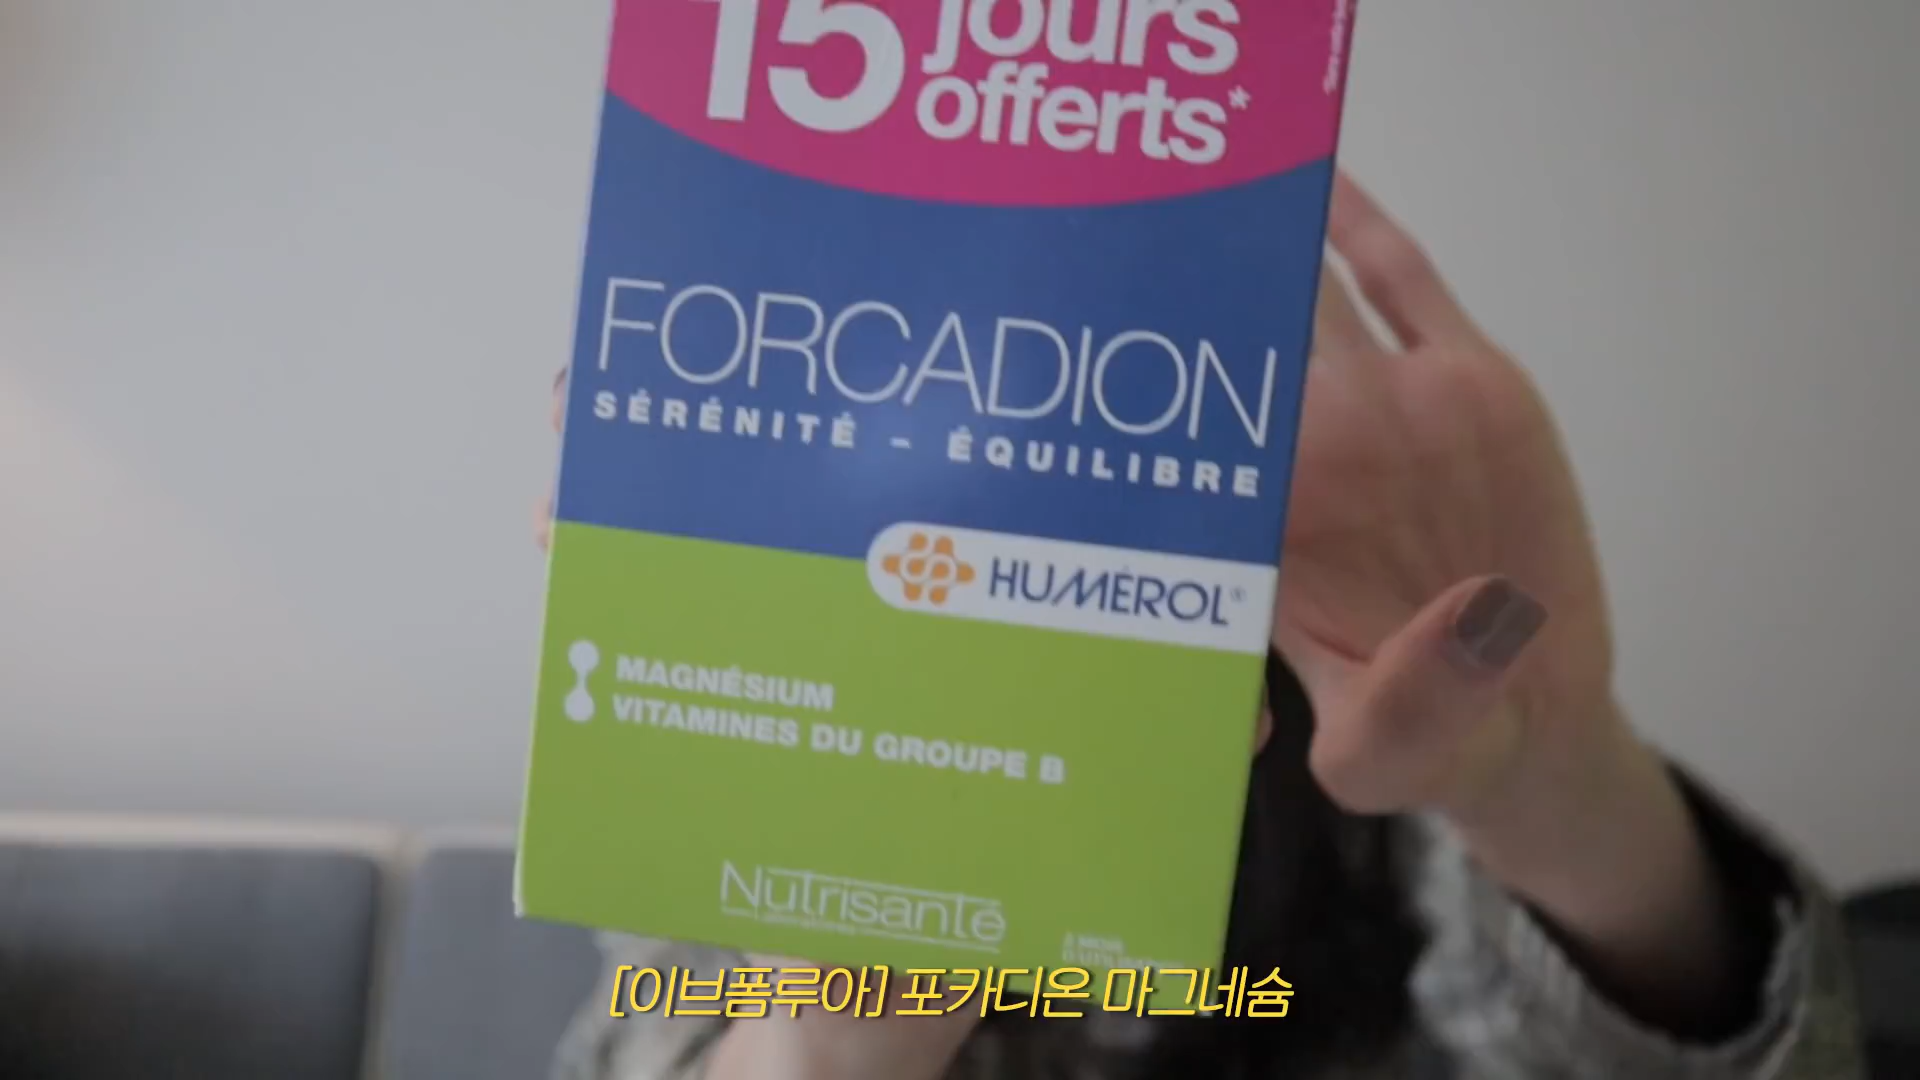 15 jours
offerts*
FORCADION
SÉRÉNITÉ - ÉQUILIBRE
HUMÉROL®
MAGNÉSIUM
VITAMINES DU GROUPE B
Nutrisanté
[이브폼루아] 포카디온 마그네슘